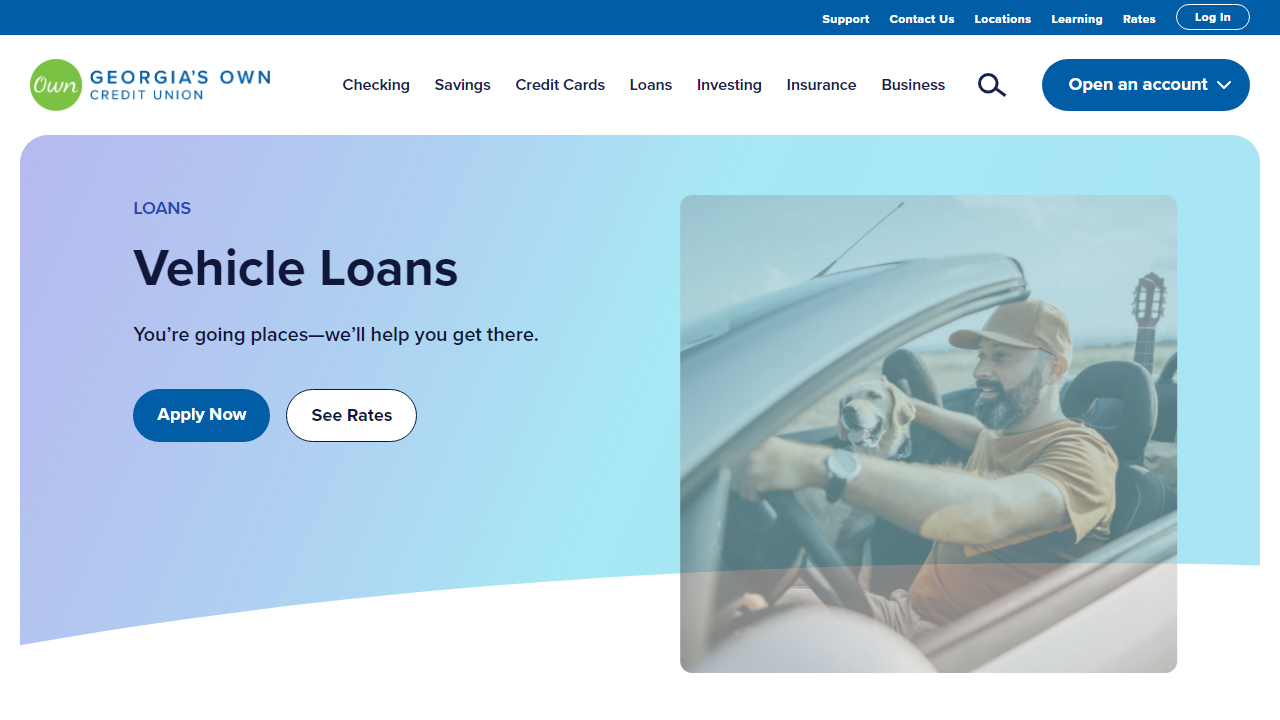 Support Contact Us Locations Learning Rates Log In
Own GEORGIA'S OWN
CREDIT UNION
Checking Savings Credit Cards Loans Investing Insurance Business Open an account
LOANS
Vehicle Loans
You’re going places—we’ll help you get there.
Apply Now See Rates